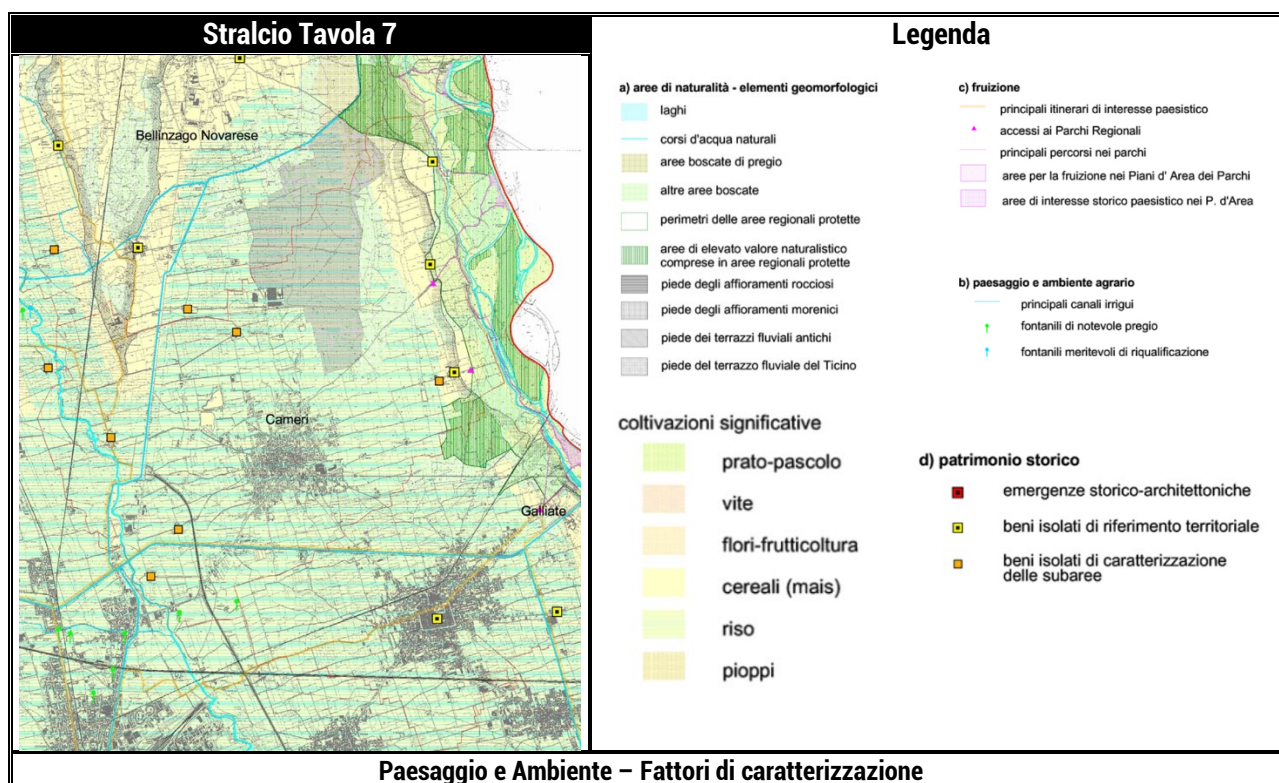 Stralcio Tavola 7
Bellinzago Novarese
Cameri
Galliate
Legenda
a) aree di naturalità - elementi geomorfologici
laghi
corsi d'acqua naturali
aree boscate di pregio
altre aree boscate
perimetri delle aree regionali protette
aree di elevato valore naturalistico
comprese in aree regionali protette
piede degli affioramenti rocciosi
piede degli affioramenti morenici
piede dei terrazzi fluviali antichi
piede del terrazzo fluviale del Ticino
coltivazioni significative
prato-pascolo
vite
flori-frutticoltura
cereali (mais)
riso
pioppi
c) fruizione
principali itinerari di interesse paesistico
accessi ai Parchi Regionali
principali percorsi nei parchi
aree per la fruizione nei Piani d' Area dei Parchi
aree di interesse storico paesistico nei P. d'Area
b) paesaggio e ambiente agrario
principali canali irrigui
fontanili di notevole pregio
fontanili meritevoli di riqualificazione
d) patrimonio storico
emergenze storico-architettoniche
beni isolati di riferimento territoriale
beni isolati di caratterizzazione
delle subaree
Paesaggio e Ambiente – Fattori di caratterizzazione